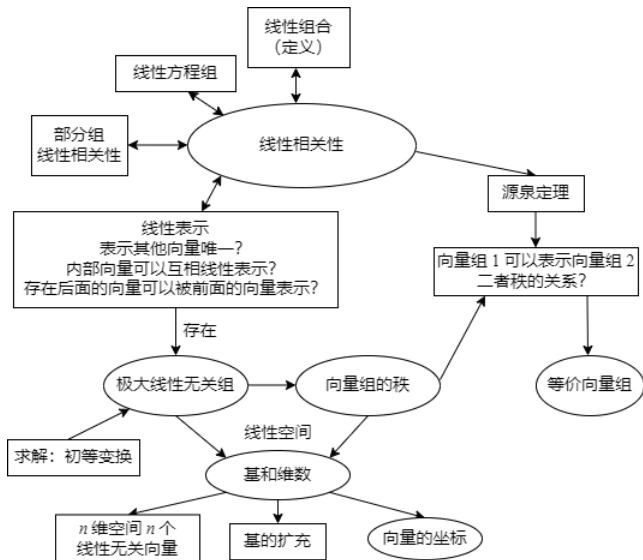 线性组合
（定义）
线性方程组
部分组
线性相关性
线性相关性
源泉定理
线性表示
表示其他向量唯一？
内部向量可以互相线性表示？
存在后面的向量可以被前面的向量表示？
向量组 1 可以表示向量组 2
二者秩的关系？
存在
极大线性无关组
向量组的秩
等价向量组
线性空间
求解：初等变换
基和维数
n 维空间 n 个
线性无关向量
基的扩充
向量的坐标